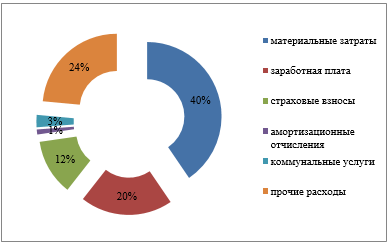 материальные затраты
40%
заработная плата
24%
3%
1%
страховые взносы
12%
амортизационные
отчисления
коммунальные услуги
20%
прочие расходы